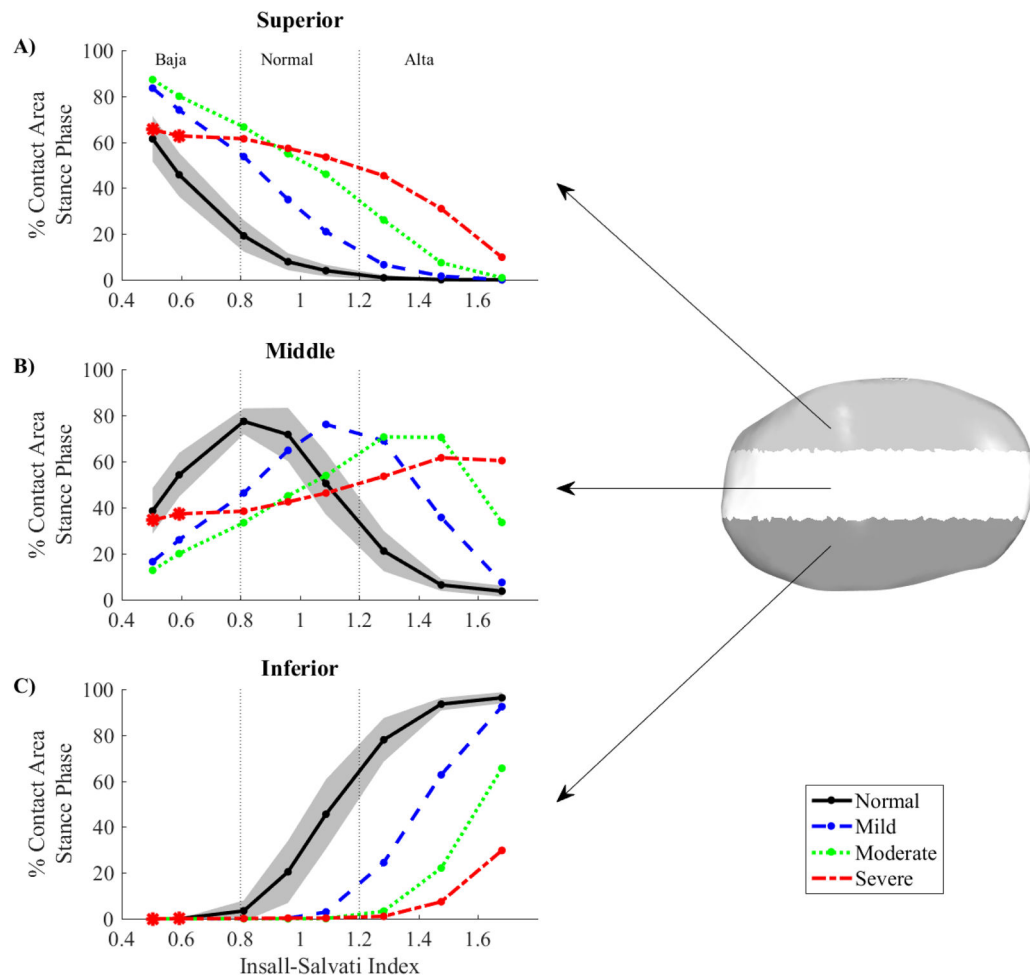 Superior
A)
Baja Normal Alta
100
80
60
40
20
0
0.4 0.6 0.8 1 1.2 1.4 1.6
% Contact Area
Stance Phase
Middle
B)
100
80
60
40
20
0
0.4 0.6 0.8 1 1.2 1.4 1.6
% Contact Area
Stance Phase
Inferior
C)
100
80
60
40
20
0
0.4 0.6 0.8 1 1.2 1.4 1.6
% Contact Area
Stance Phase
Insall-Salvati Index
Normal
Mild
Moderate
Severe